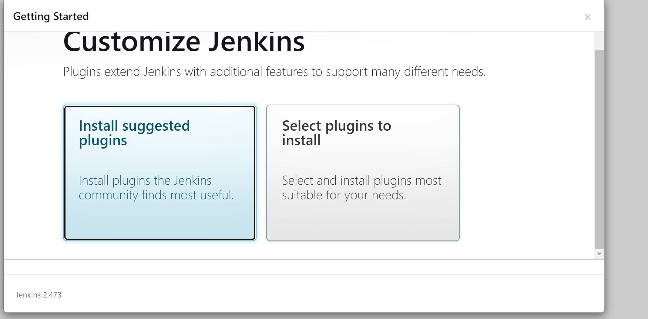 Getting Started
×
Customize Jenkins
Plugins extend Jenkins with additional features to support many different needs.
Install suggested
plugins
Install plugins the Jenkins
community finds most useful.
Select plugins to
install
Select and install plugins most
suitable for your needs.
Jenkins 2.473